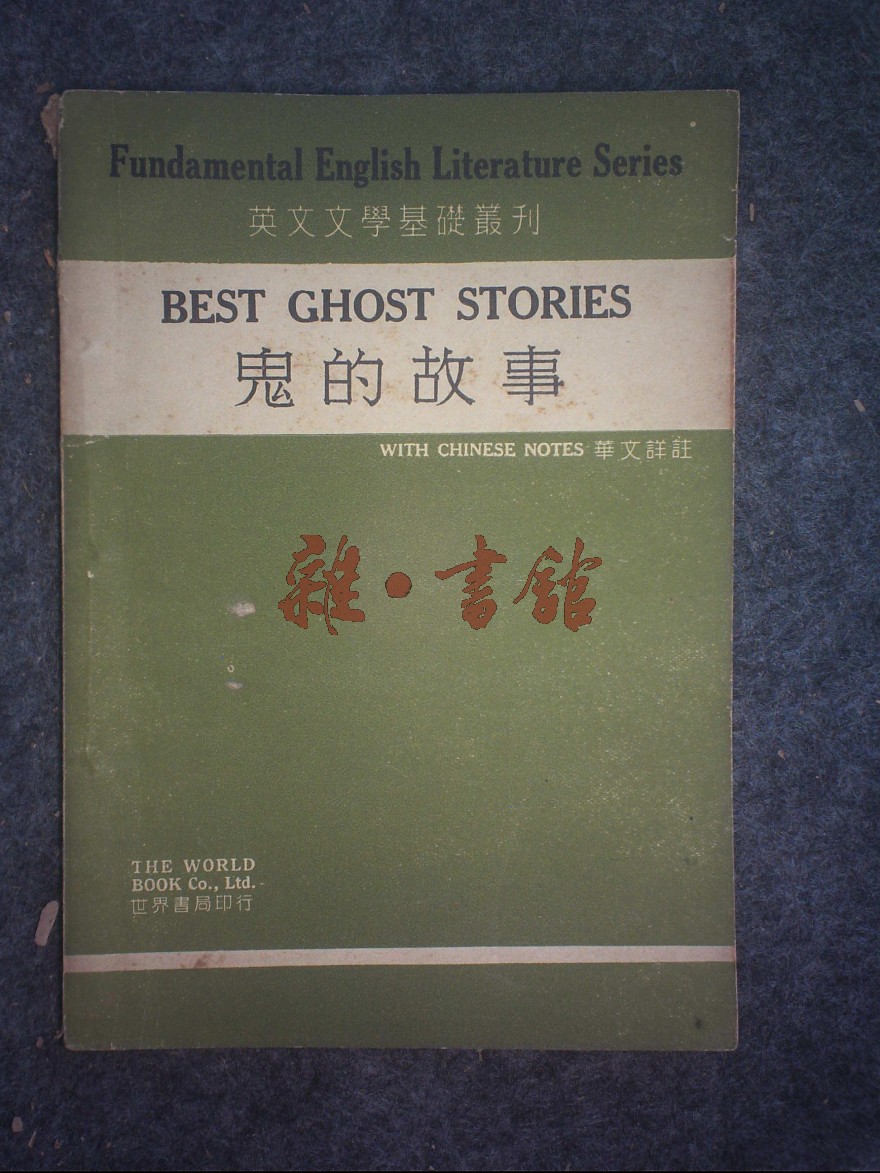 Fundamental English Literature Series
英文文學基礎叢刊
BEST GHOST STORIES
鬼的故事
WITH CHINESE NOTES 華文詳註
雜·書館
THE WORLD
BOOK Co., Ltd.
世界書局印行